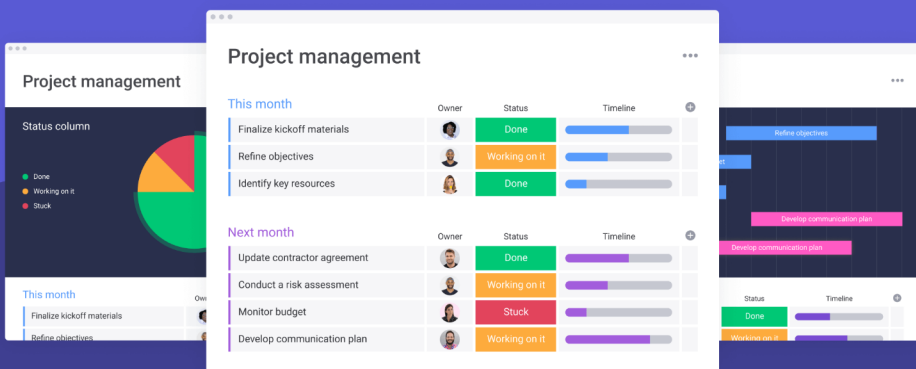 Project management
Status column
Done
Working on it
Stuck
This month
Finalize kickoff materials
Refine objectives
Project management
This month
Owner Status Timeline
Finalize kickoff materials Done
Refine objectives Working on it
Identify key resources Done
Next month
Owner Status Timeline
Update contractor agreement Done
Conduct a risk assessment Working on it
Monitor budget Stuck
Develop communication plan Working on it
Refine objectives
Develop communication plan
Develop communication plan
Status Timeline
Done
Working on it